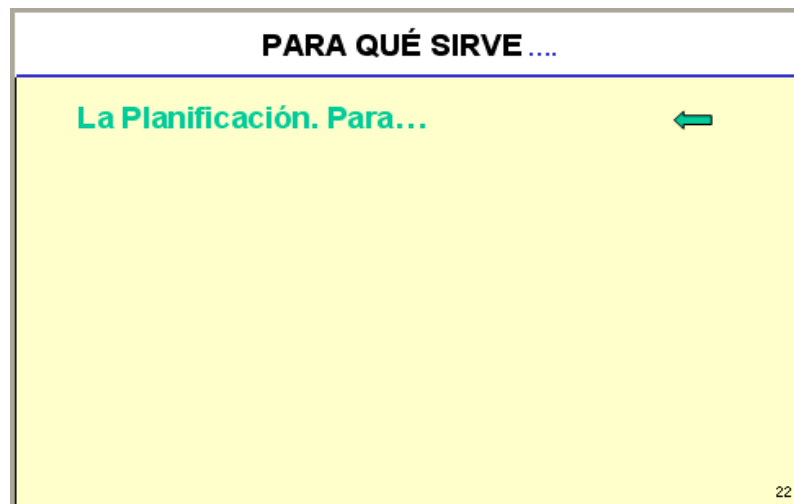 PARA QUÉ SIRVE ....
La Planificación. Para…
22